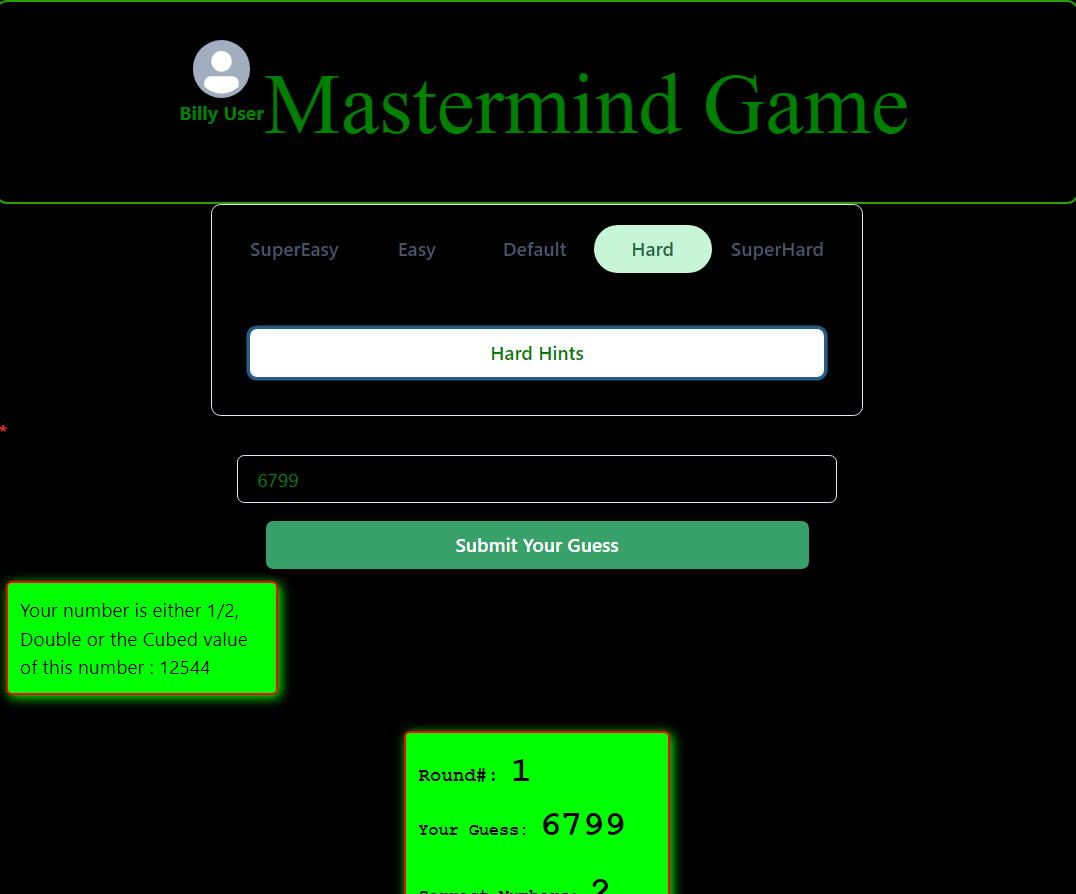 Billy User
Mastermind Game
SuperEasy Easy Default Hard SuperHard
Hard Hints
*
6799
Submit Your Guess
Your number is either 1/2,
Double or the Cubed value
of this number : 12544
Round#: 1
Your Guess: 6799
2